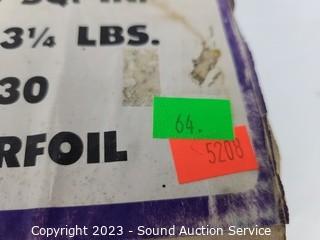 3¼ LBS.
30
64.
RFOIL
5208
Copyright 2023 - Sound Auction Service